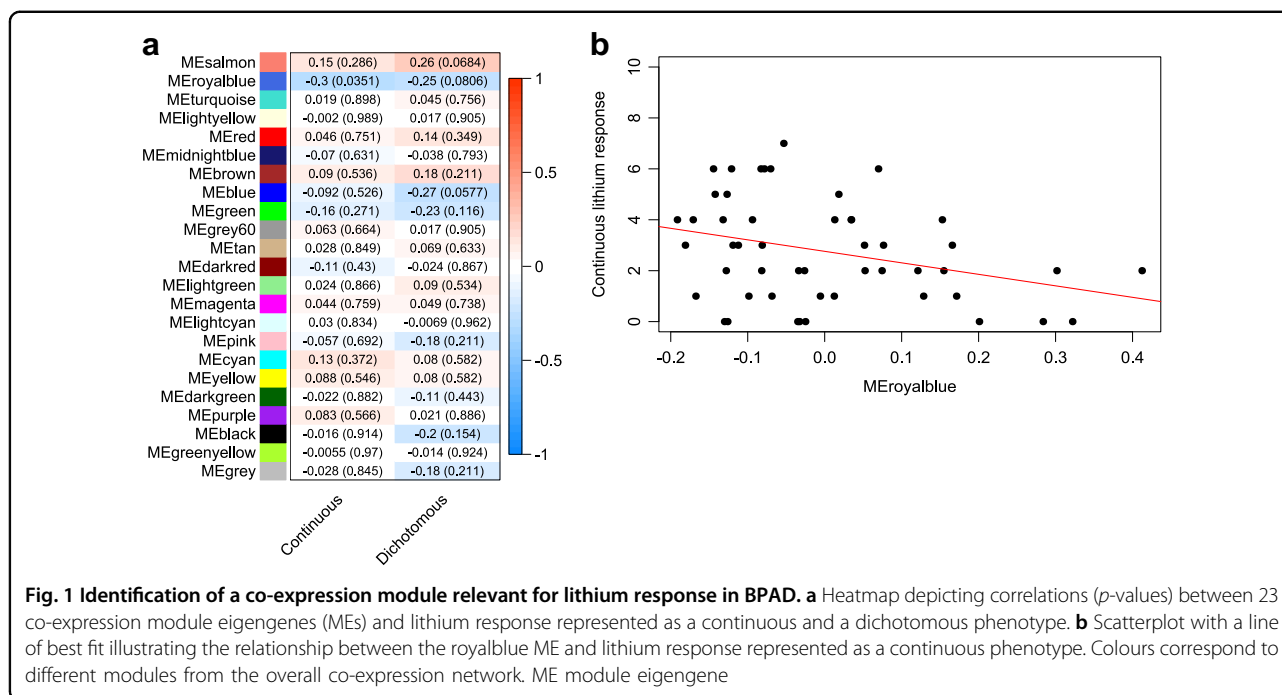 a
MEsalmon 0.15 (0.286) 0.26 (0.0684)
MEroyalblue -0.3 (0.0351) -0.25 (0.0806)
MEturquoise 0.019 (0.898) 0.045 (0.756)
MElightyellow -0.002 (0.989) 0.017 (0.905)
MEred 0.046 (0.751) 0.14 (0.349)
MEmidnightblue -0.07 (0.631) -0.038 (0.793)
MEbrown 0.09 (0.536) 0.18 (0.211)
MEblue -0.092 (0.526) -0.27 (0.0577)
MEgreen -0.16 (0.271) -0.23 (0.116)
MEgrey60 0.063 (0.664) 0.017 (0.905)
MEtan 0.028 (0.849) 0.069 (0.633)
MEdarkred -0.11 (0.43) -0.024 (0.867)
MElightgreen 0.024 (0.866) 0.09 (0.534)
MEmagenta 0.044 (0.759) 0.049 (0.738)
MElightcyan 0.03 (0.834) -0.0069 (0.962)
MEpink -0.057 (0.692) -0.18 (0.211)
MEcyan 0.13 (0.372) 0.08 (0.582)
MEyellow 0.088 (0.546) 0.08 (0.582)
MEdarkgreen -0.022 (0.882) -0.11 (0.443)
MEpurple 0.083 (0.566) 0.021 (0.886)
MEblack -0.016 (0.914) -0.2 (0.154)
MEgreenyellow -0.0055 (0.97) -0.014 (0.924)
MEgrey -0.028 (0.845) -0.18 (0.211)
Continuous
Dichotomous
1
0.5
0
-0.5
-1
b
Continuous lithium response
10
8
6
4
2
0
-0.2 -0.1 0.0 0.1 0.2 0.3 0.4
MEroyalblue
Fig. 1 Identification of a co-expression module relevant for lithium response in BPAD. a Heatmap depicting correlations (p-values) between 23
co-expression module eigengenes (MEs) and lithium response represented as a continuous and a dichotomous phenotype. b Scatterplot with a line
of best fit illustrating the relationship between the royalblue ME and lithium response represented as a continuous phenotype. Colours correspond to
different modules from the overall co-expression network. ME module eigengene